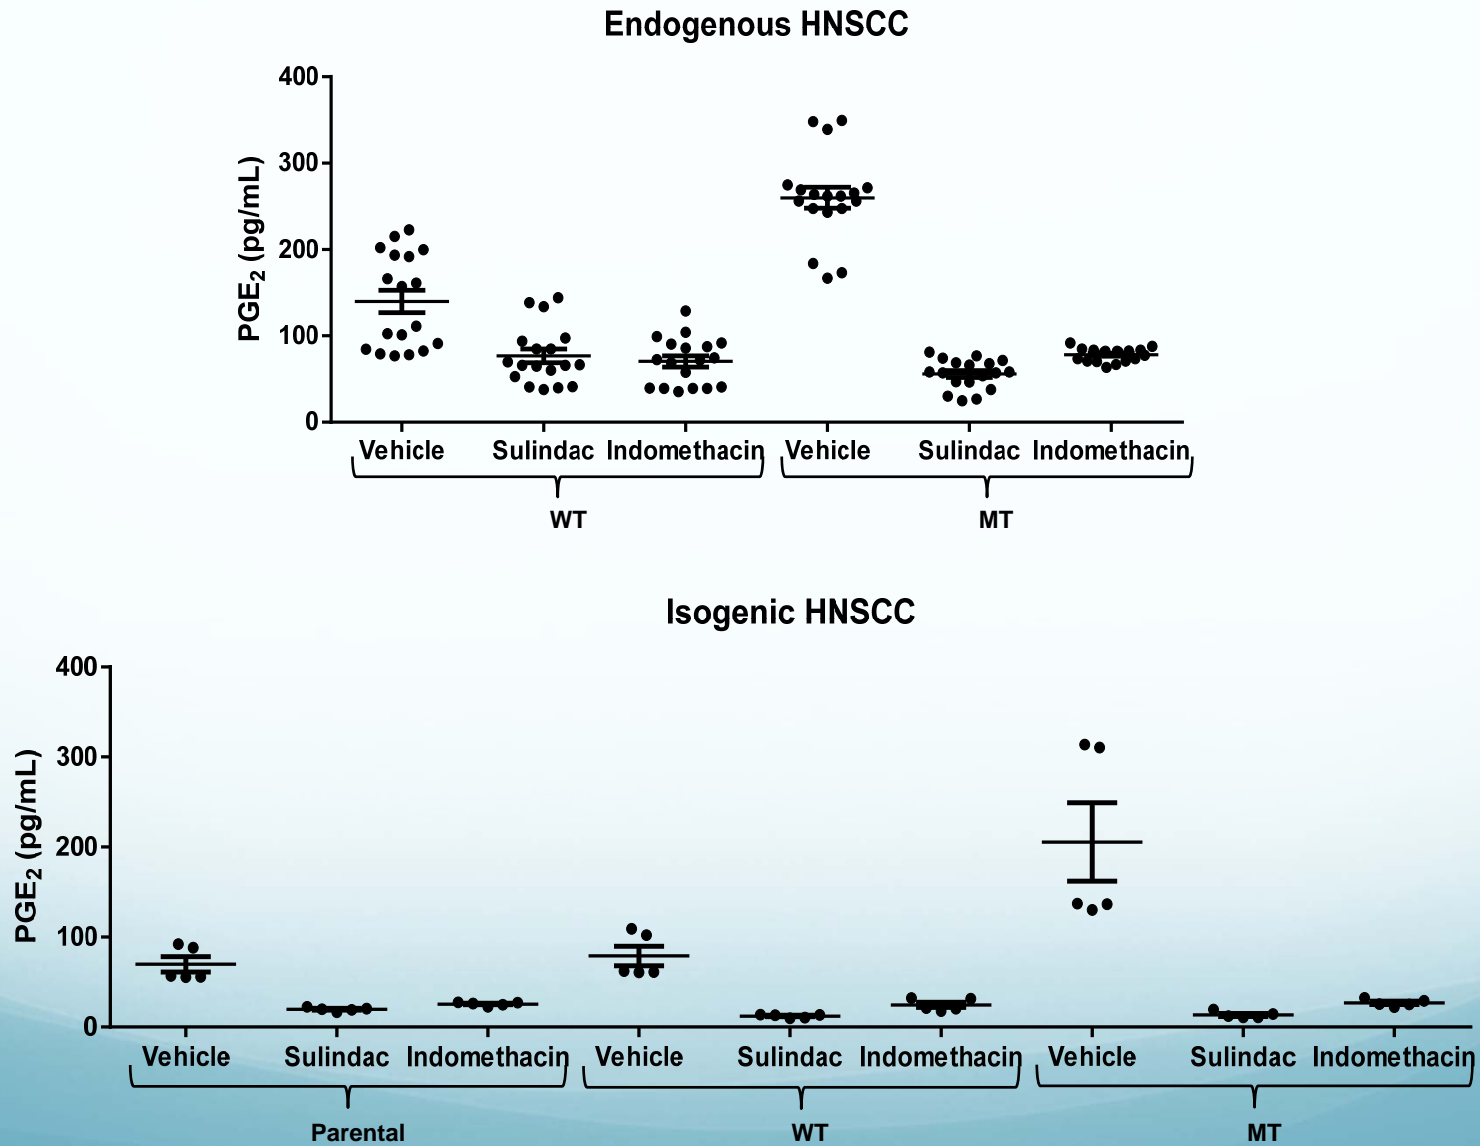 Endogenous HNSCC
400
300
200
100
0
PGE₂ (pg/mL)
Vehicle Sulindac Indomethacin Vehicle Sulindac Indomethacin
WT MT
Isogenic HNSCC
400
300
200
100
0
PGE₂ (pg/mL)
Vehicle Sulindac Indomethacin Vehicle Sulindac Indomethacin Vehicle Sulindac Indomethacin
Parental WT MT